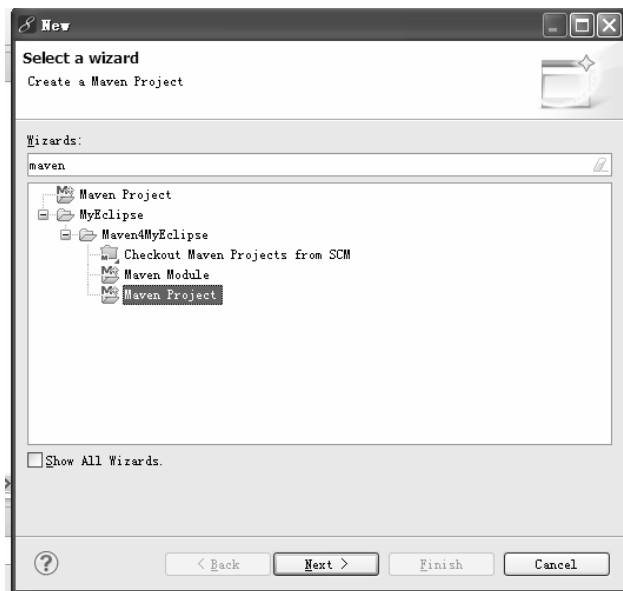 New
Select a wizard
Create a Maven Project
Wizards:
maven
Maven Project
MyEclipse
Maven4MyEclipse
Checkout Maven Projects from SCM
Maven Module
Maven Project
Show All Wizards.
< Back Next > Finish Cancel